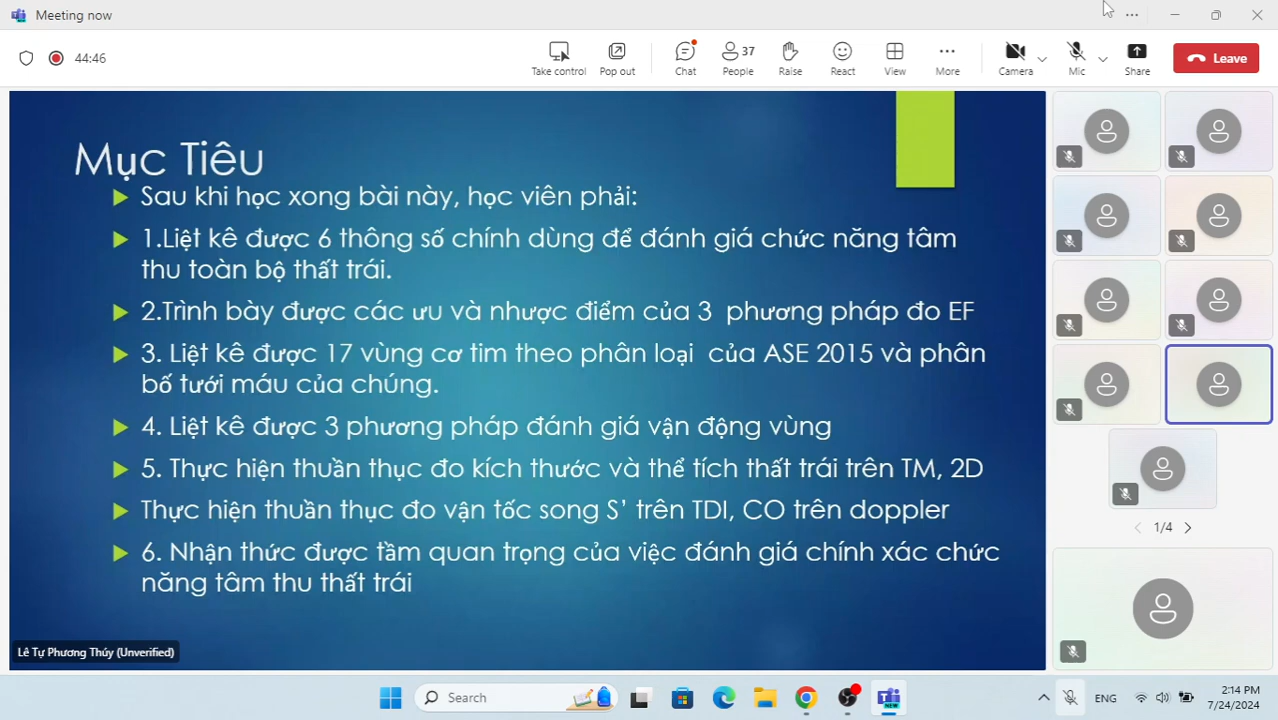 Meeting now
44:46
Take control
Pop out
Chat
37
People
Raise
React
View
More
Camera
Mic
Share
Leave
Mục Tiêu
Sau khi học xong bài này, học viên phải:
1.Liệt kê được 6 thông số chính dùng để đánh giá chức năng tâm
thu toàn bộ thất trái.
2.Trình bày được các ưu và nhược điểm của 3 phương pháp đo EF
3. Liệt kê được 17 vùng cơ tim theo phân loại của ASE 2015 và phân
bố tưới máu của chúng.
4. Liệt kê được 3 phương pháp đánh giá vận động vùng
5. Thực hiện thuần thục đo kích thước và thể tích thất trái trên TM, 2D
Thực hiện thuần thục đo vận tốc song S’ trên TDI, CO trên doppler
6. Nhận thức được tầm quan trọng của việc đánh giá chính xác chức
năng tâm thu thất trái
Lê Tự Phương Thúy (Unverified)
1/4
Search
NEW
ENG
2:14 PM
7/24/2024